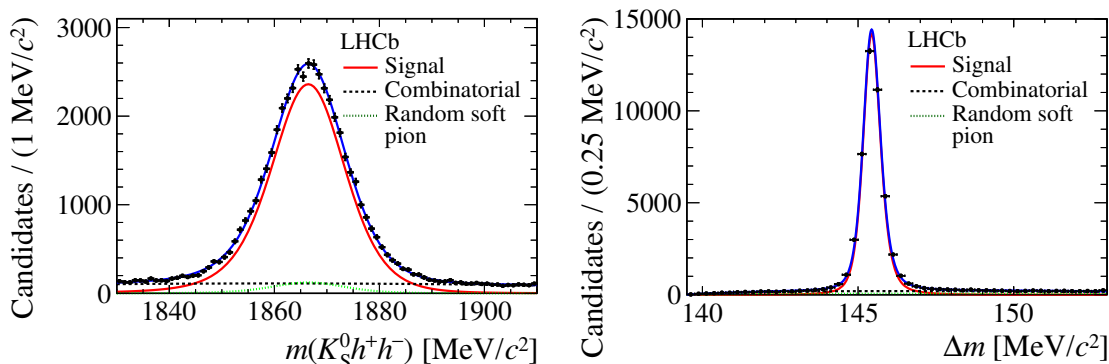 Candidates / (1 MeV/c²)
3000
2000
1000
0
LHCb
Signal
Combinatorial
Random soft
pion
1840 1860 1880 1900
m(K⁰_S h⁺h⁻) [MeV/c²]
Candidates / (0.25 MeV/c²)
15000
10000
5000
0
LHCb
Signal
Combinatorial
Random soft
pion
140 145 150
Δm [MeV/c²]